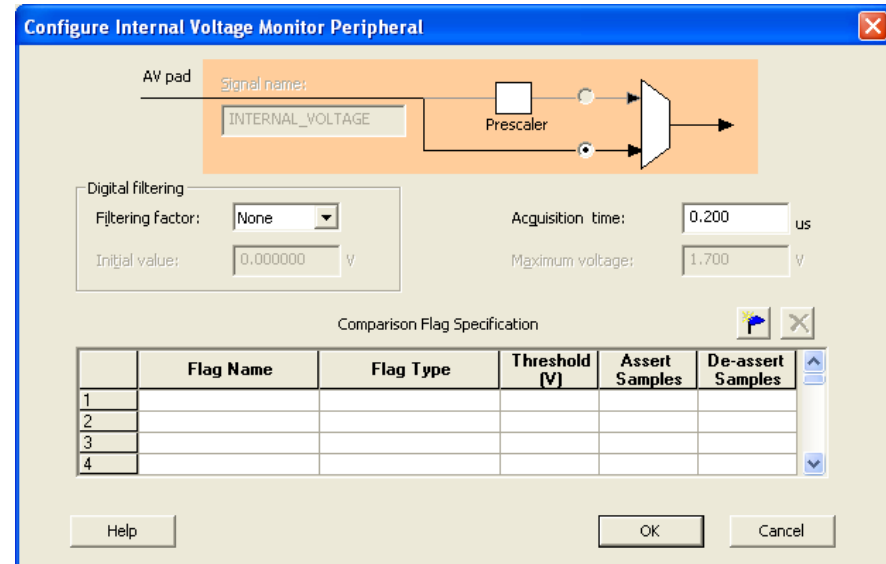 Configure Internal Voltage Monitor Peripheral
AV pad
Signal name:
INTERNAL_VOLTAGE
Prescaler
Digital filtering
Filtering factor: None
Acquisition time: 0.200 us
Initial value: 0.000000 V
Maximum voltage: 1.700 V
Comparison Flag Specification
Flag Name Flag Type Threshold (V) Assert Samples De-assert Samples
1
2
3
4
Help OK Cancel